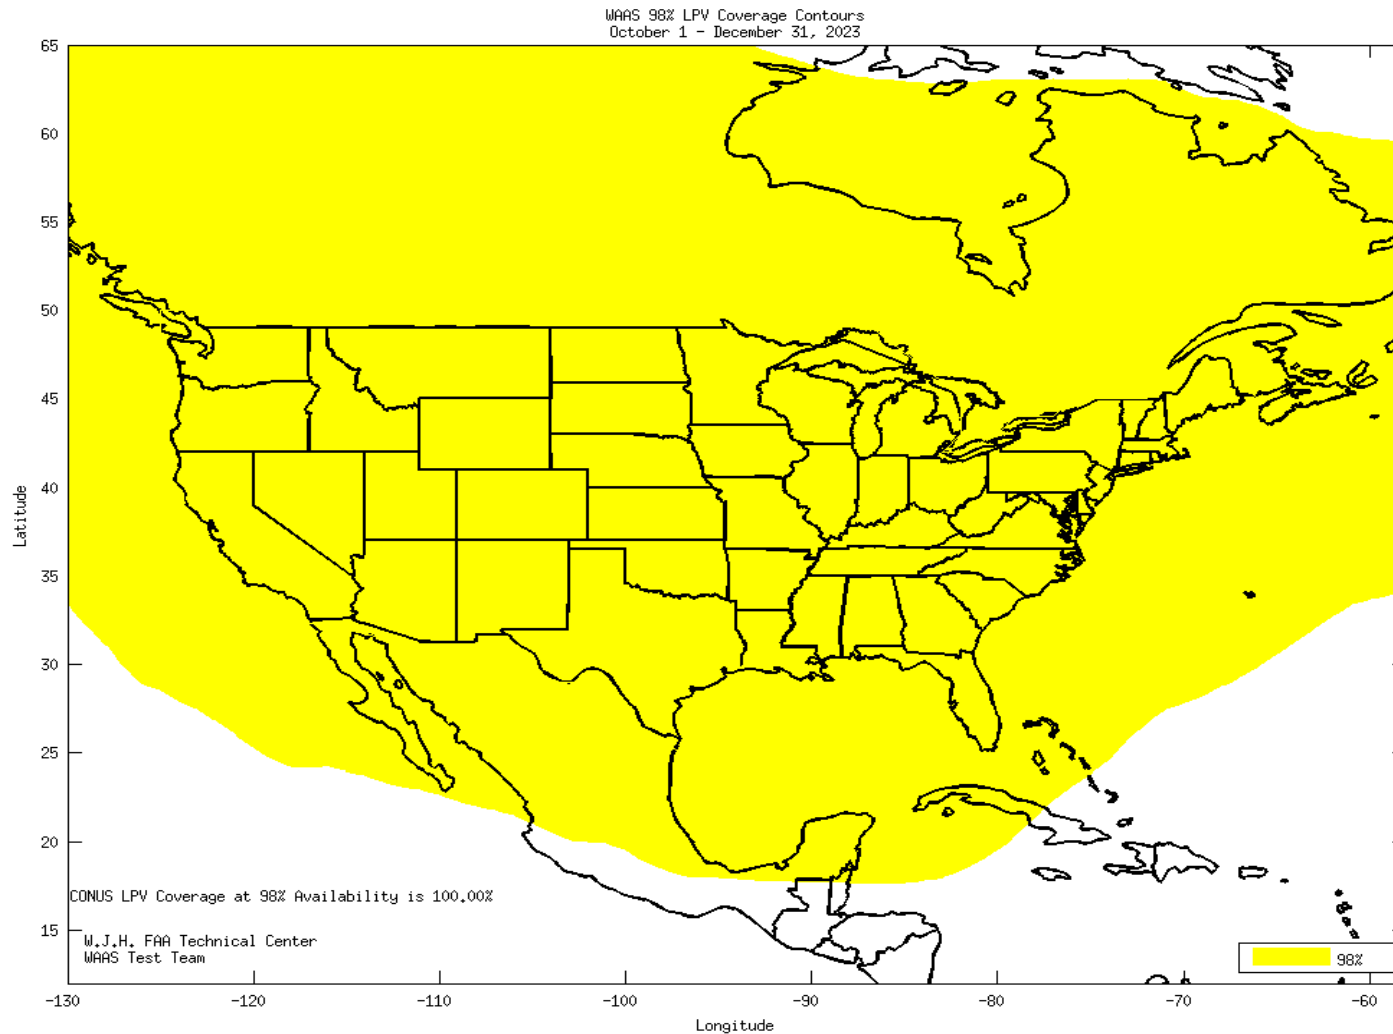 WAAS 98% LPV Coverage Contours
October 1 - December 31, 2023
65
60
55
50
45
40
35
30
25
20
15
Latitude
CONUS LPV Coverage at 98% Availability is 100.00%
W.J.H. FAA Technical Center
WAAS Test Team
98%
-130
-120
-110
-100
-90
-80
-70
-60
Longitude